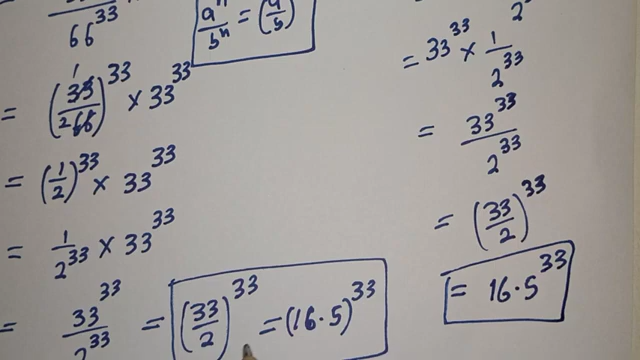 66^33
a^n/b^n = (a/b)^n
= (33/66)^33 × 33^33
1
2
= (1/2)^33 × 33^33
= 1/2^33 × 33^33
= 33^33/2^33 = (33/2)^33 = (16·5)^33
2
= 33^33 × 1/2^33
= 33^33/2^33
= (33/2)^33
= 16·5^33